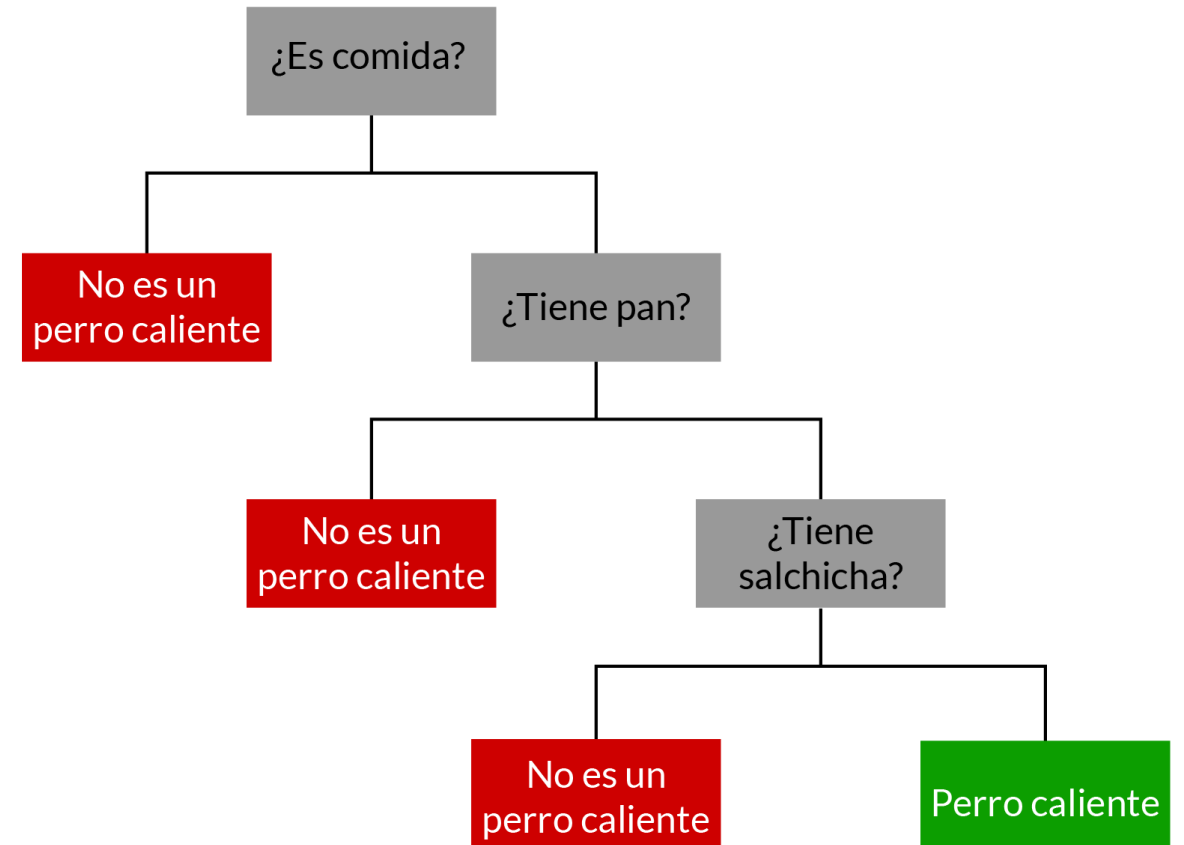 ¿Es comida?
No es un
perro caliente
¿Tiene pan?
No es un
perro caliente
¿Tiene
salchicha?
No es un
perro caliente
Perro caliente